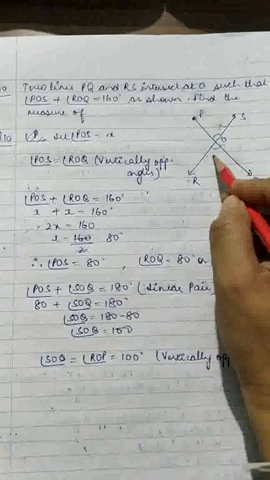 Two lines PQ and RS intersect at O such that
∠POS + ∠ROQ = 160° as shown. Find the
measure of
let ∠POS = x
∠POS = ∠ROQ (Vertically opp.
angles)
∴
∠POS + ∠ROQ = 160°
x + x = 160°
2x = 160
x = 160/2 80°
∴ ∠POS = 80° , ∠ROQ = 80°
∠POS + ∠SOQ = 180° (Linear Pair)
80 + ∠SOQ = 180°
∠SOQ = 180-80
∠SOQ = 100
∠SOQ = ∠ROP = 100° (Vertically opp
P
S
O
R